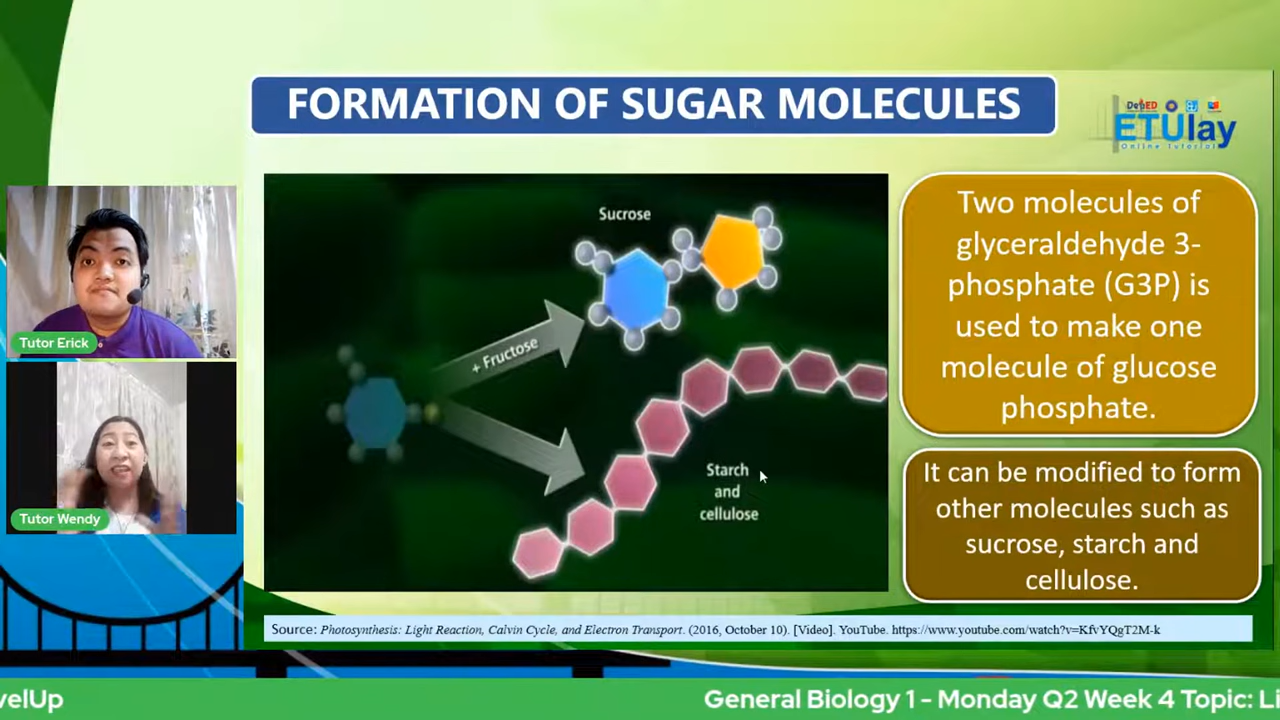 FORMATION OF SUGAR MOLECULES
DepED
ETUlay
Online Tutorial
Sucrose
+ Fructose
Starch
and
cellulose
Two molecules of
glyceraldehyde 3-
phosphate (G3P) is
used to make one
molecule of glucose
phosphate.
It can be modified to form
other molecules such as
sucrose, starch and
cellulose.
Tutor Erick
Tutor Wendy
Source: Photosynthesis: Light Reaction, Calvin Cycle, and Electron Transport. (2016, October 10). [Video]. YouTube. https://www.youtube.com/watch?v=KfvYQgT2M-k
velUp
General Biology 1 - Monday Q2 Week 4 Topic: Li